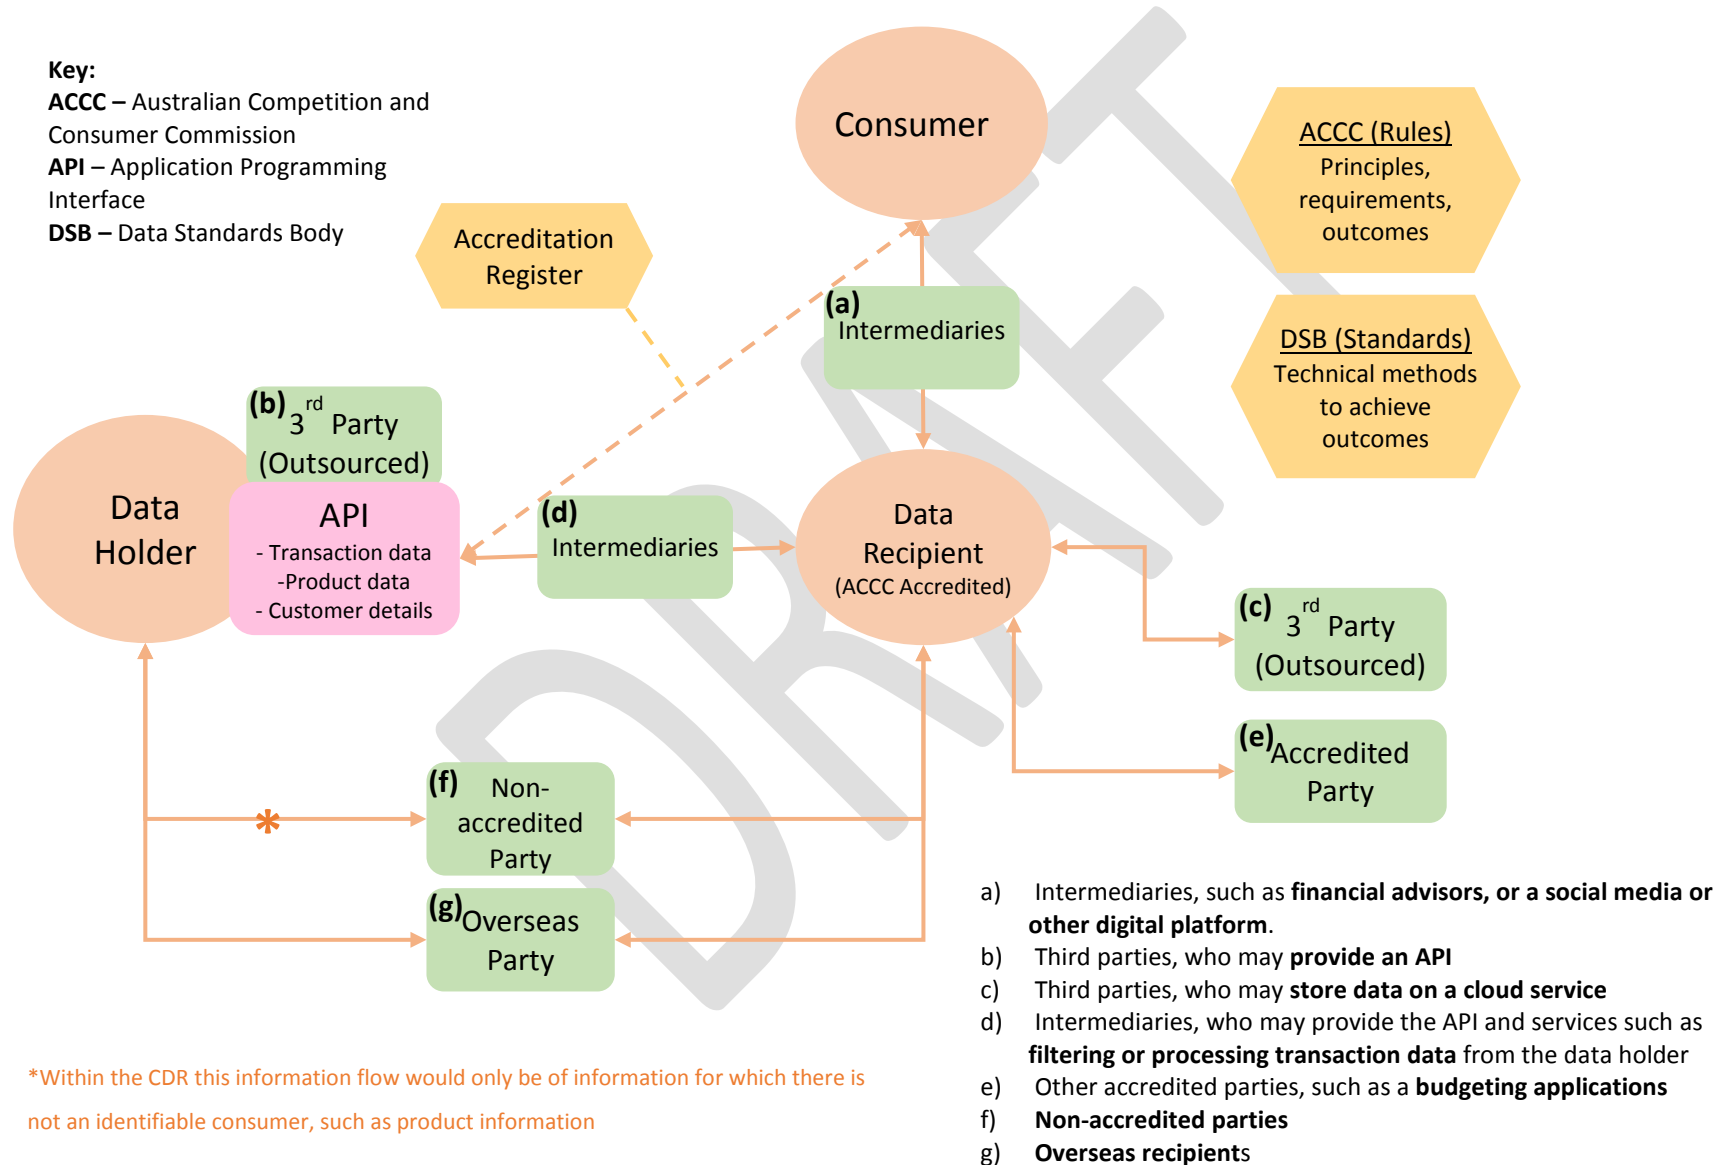 Key:
ACCC – Australian Competition and
Consumer Commission
API – Application Programming
Interface
DSB – Data Standards Body
Consumer
ACCC (Rules)
Principles,
requirements,
outcomes
Accreditation
Register
(a)
Intermediaries
DSB (Standards)
Technical methods
to achieve
outcomes
(b) 3rd Party
(Outsourced)
Data
Holder
API
- Transaction data
-Product data
- Customer details
(d)
Intermediaries
Data
Recipient
(ACCC Accredited)
(c) 3rd Party
(Outsourced)
(e) Accredited
Party
(f) Non-
accredited
Party
*
(g) Overseas
Party
a) Intermediaries, such as financial advisors, or a social media or
other digital platform.
b) Third parties, who may provide an API
c) Third parties, who may store data on a cloud service
d) Intermediaries, who may provide the API and services such as
filtering or processing transaction data from the data holder
e) Other accredited parties, such as a budgeting applications
f) Non-accredited parties
g) Overseas recipients
*Within the CDR this information flow would only be of information for which there is
not an identifiable consumer, such as product information
DRAFT